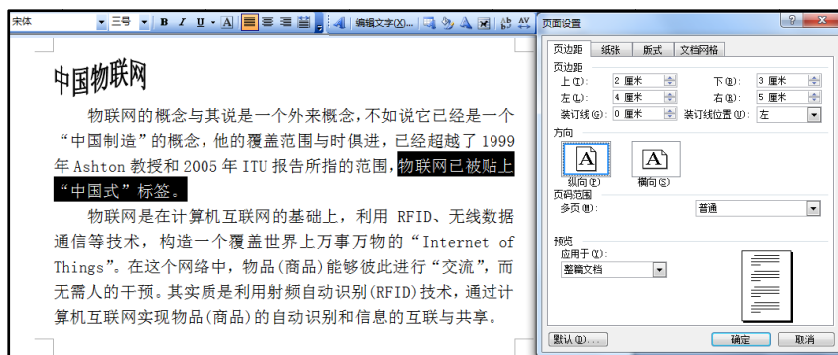 宋体 三号 B I U A 编辑文字(X)...
中国物联网
物联网的概念与其说是一个外来概念，不如说它已经是一个
“中国制造”的概念，他的覆盖范围与时俱进，已经超越了 1999
年 Ashton 教授和 2005 年 ITU 报告所指的范围，物联网已被贴上
“中国式”标签。
物联网是在计算机互联网的基础上，利用 RFID、无线数据
通信等技术，构造一个覆盖世界上万事万物的“Internet of
Things”。在这个网络中，物品(商品)能够彼此进行“交流”，而
无需人的干预。其实质是利用射频自动识别(RFID)技术，通过计
算机互联网实现物品(商品)的自动识别和信息的互联与共享。
页面设置
页边距 纸张 版式 文档网格
页边距
上(T): 2 厘米 下(B): 3 厘米
左(L): 4 厘米 右(R): 5 厘米
装订线(G): 0 厘米 装订线位置(U): 左
方向
纵向(P) 横向(S)
页码范围
多页(M): 普通
预览
应用于(Y):
整篇文档
默认(D)... 确定 取消